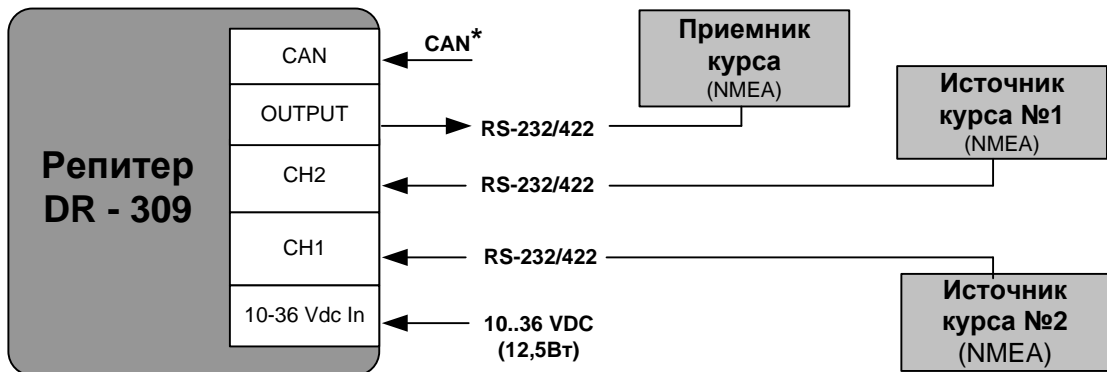 Репитер
DR - 309
CAN
OUTPUT
CH2
CH1
10-36 Vdc In
CAN*
RS-232/422
RS-232/422
RS-232/422
10..36 VDC
(12,5Вт)
Приемник
курса
(NMEA)
Источник
курса №1
(NMEA)
Источник
курса №2
(NMEA)